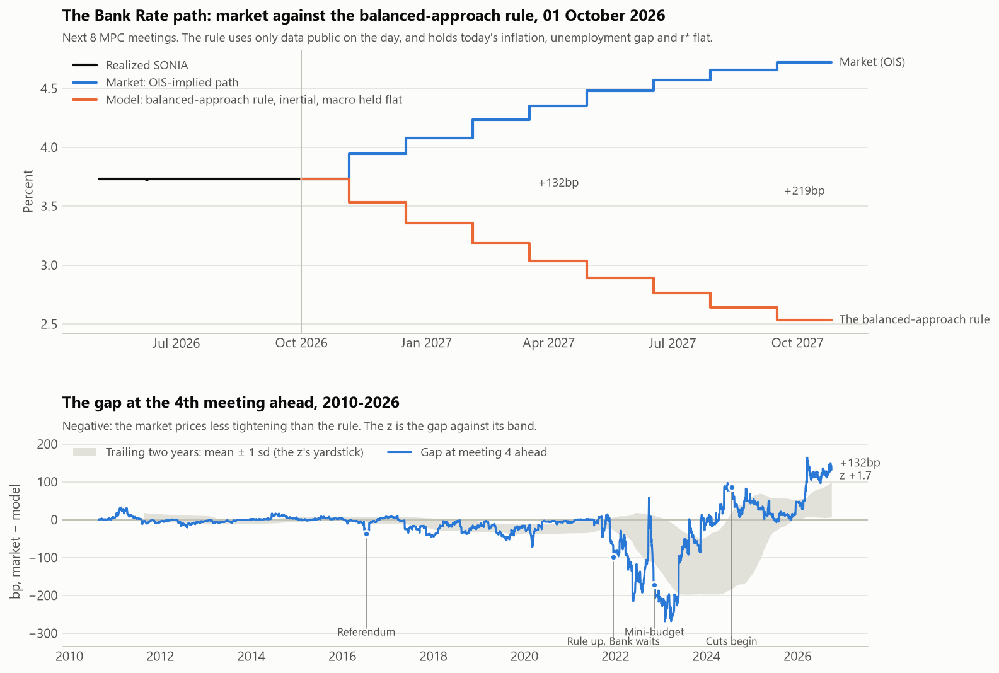 The Bank Rate path: market against the balanced-approach rule, 01 October 2026
Next 8 MPC meetings. The rule uses only data public on the day, and holds today's inflation, unemployment gap and r* flat.
Realized SONIA
Market: OIS-implied path
Model: balanced-approach rule, inertial, macro held flat
Market (OIS)
The balanced-approach rule
+132bp
+219bp
Percent
4.5
4.0
3.5
3.0
2.5
Jul 2026
Oct 2026
Jan 2027
Apr 2027
Jul 2027
Oct 2027
The gap at the 4th meeting ahead, 2010-2026
Negative: the market prices less tightening than the rule. The z is the gap against its band.
Trailing two years: mean ± 1 sd (the z's yardstick)
Gap at meeting 4 ahead
+132bp
z +1.7
bp, market − model
200
100
0
−100
−200
−300
Referendum
Mini-budget
Rule up, Bank waits
Cuts begin
2010
2012
2014
2016
2018
2020
2022
2024
2026